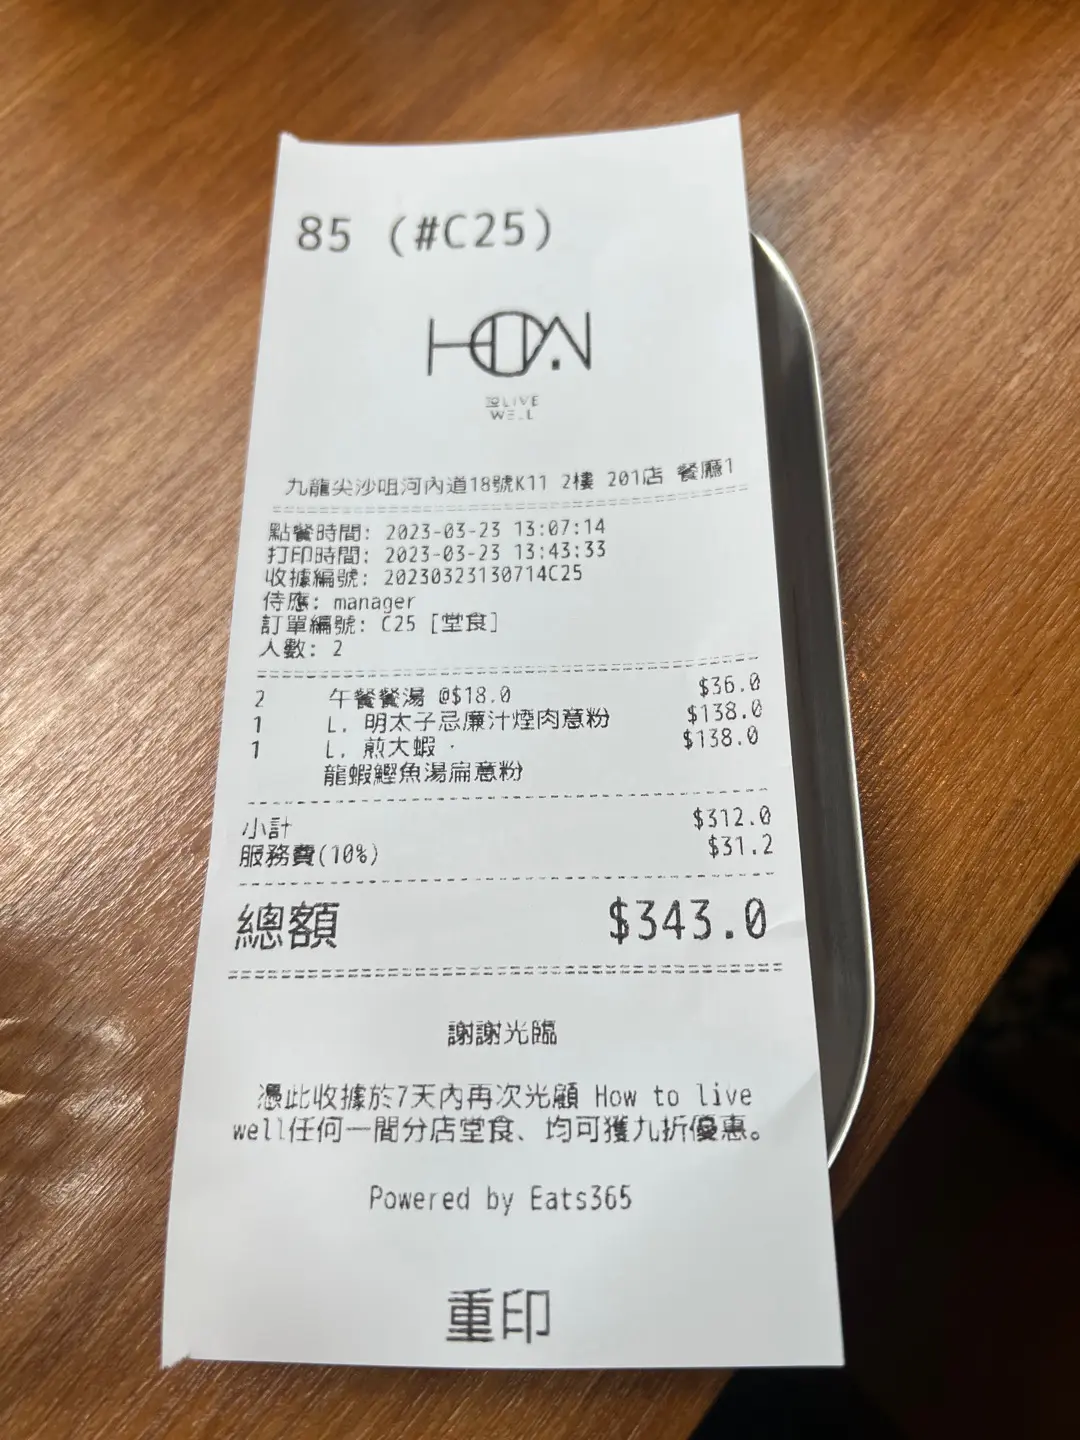 85 (#C25)
HOW
LIVE
WELL
九龍尖沙咀河內道18號K11 2樓 201店 餐廳1
點餐時間: 2023-03-23 13:07:14
打印時間: 2023-03-23 13:43:33
收據編號: 20230323130714C25
侍應: manager
訂單編號: C25 [堂食]
人數: 2
2 午餐餐湯 @$18.0 $36.0
1 L. 明太子忌廉汁煙肉意粉 $138.0
1 L. 煎大蝦 · $138.0
龍蝦鰹魚湯扁意粉
小計 $312.0
服務費(10%) $31.2
總額 $343.0
謝謝光臨
憑此收據於7天內再次光顧 How to live
well任何一間分店堂食、均可獲九折優惠。
Powered by Eats365
重印